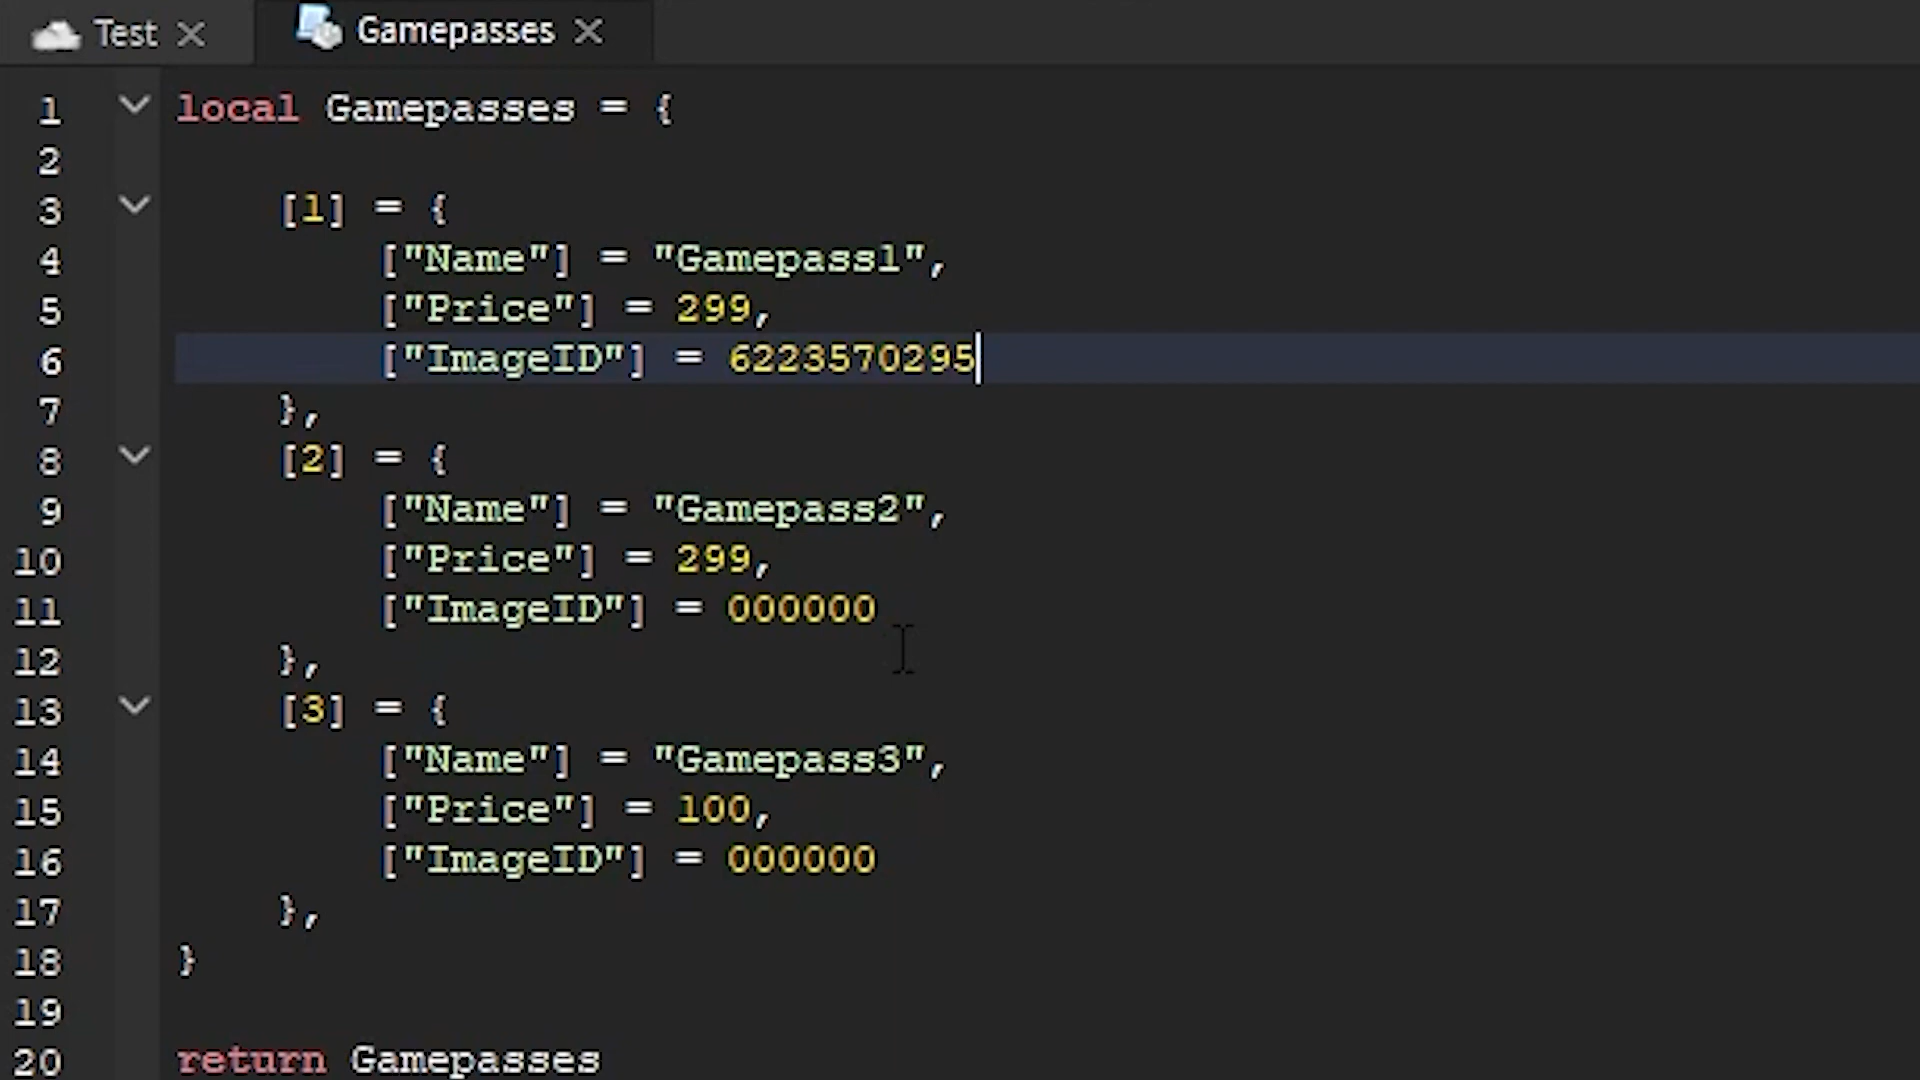 Test
Gamepasses
1 local Gamepasses = {
2
3 [1] = {
4 ["Name"] = "Gamepass1",
5 ["Price"] = 299,
6 ["ImageID"] = 6223570295
7 },
8 [2] = {
9 ["Name"] = "Gamepass2",
10 ["Price"] = 299,
11 ["ImageID"] = 000000
12 },
13 [3] = {
14 ["Name"] = "Gamepass3",
15 ["Price"] = 100,
16 ["ImageID"] = 000000
17 },
18 }
19
20 return Gamepasses